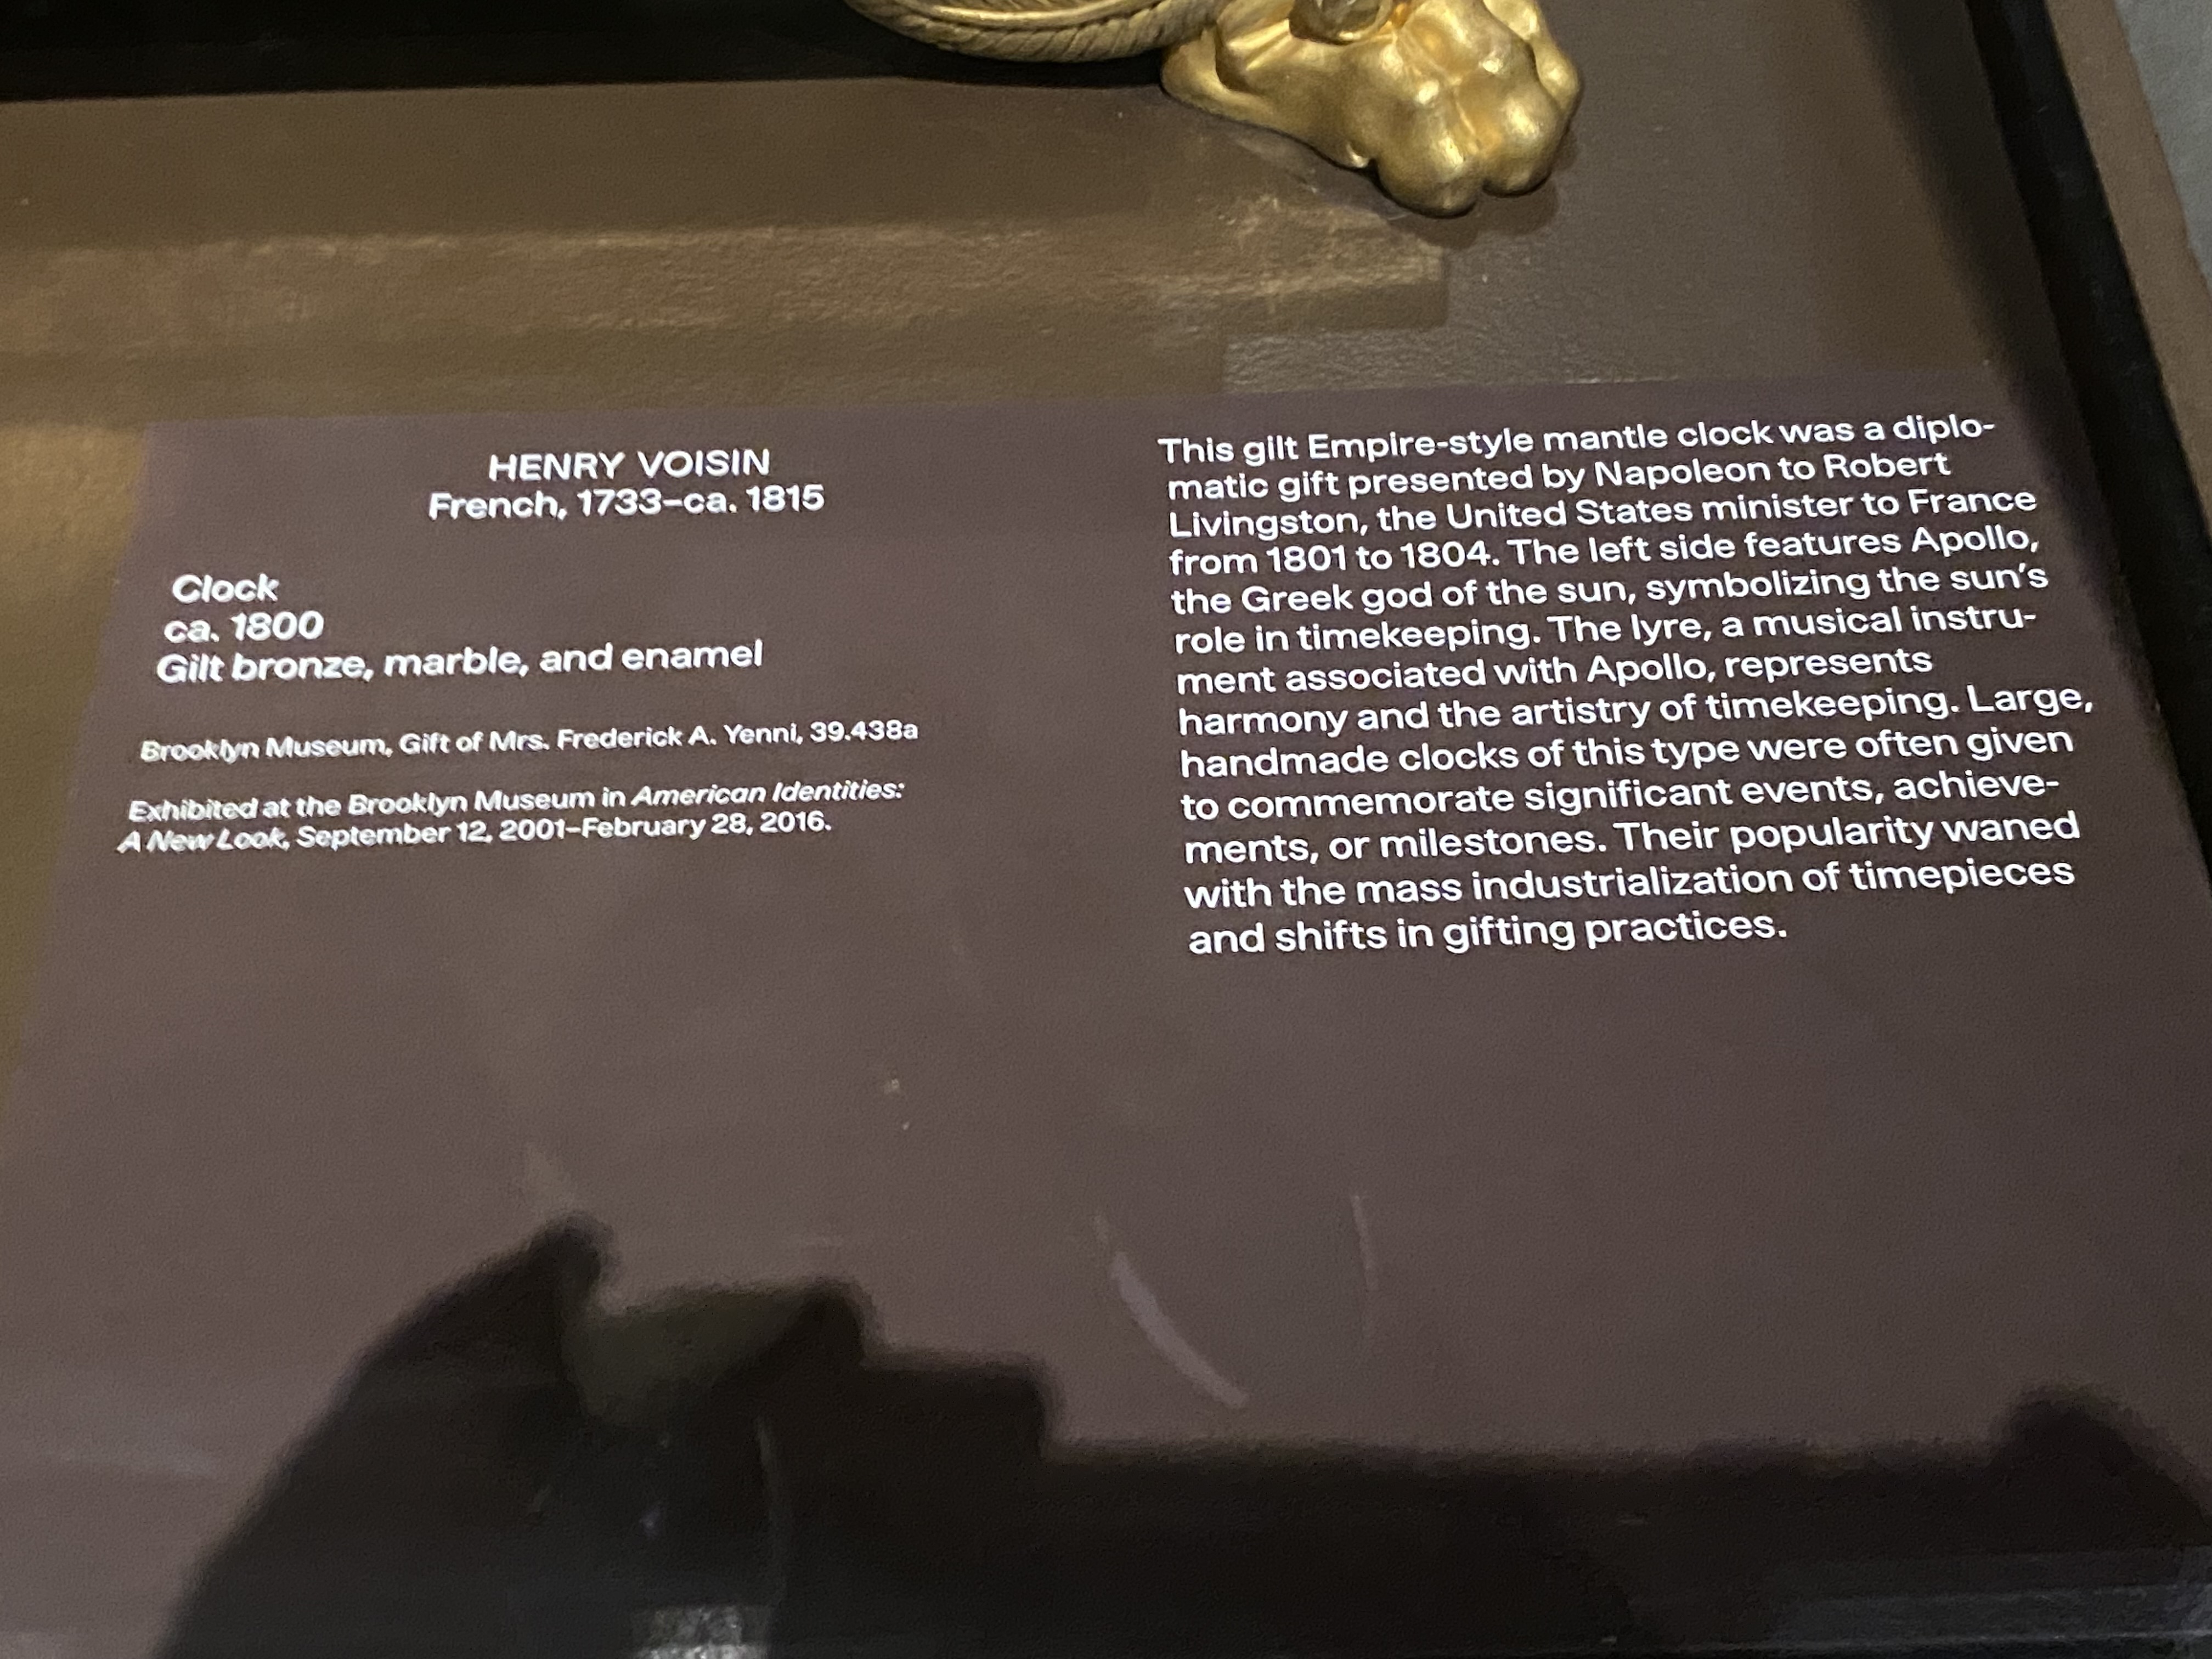 HENRY VOISIN
French, 1733–ca. 1815
Clock
ca. 1800
Gilt bronze, marble, and enamel
Brooklyn Museum, Gift of Mrs. Frederick A. Yenni, 39.438a
Exhibited at the Brooklyn Museum in American Identities:
A New Look, September 12, 2001–February 28, 2016.
This gilt Empire-style mantle clock was a diplo-
matic gift presented by Napoleon to Robert
Livingston, the United States minister to France
from 1801 to 1804. The left side features Apollo,
the Greek god of the sun, symbolizing the sun’s
role in timekeeping. The lyre, a musical instru-
ment associated with Apollo, represents
harmony and the artistry of timekeeping. Large,
handmade clocks of this type were often given
to commemorate significant events, achieve-
ments, or milestones. Their popularity waned
with the mass industrialization of timepieces
and shifts in gifting practices.